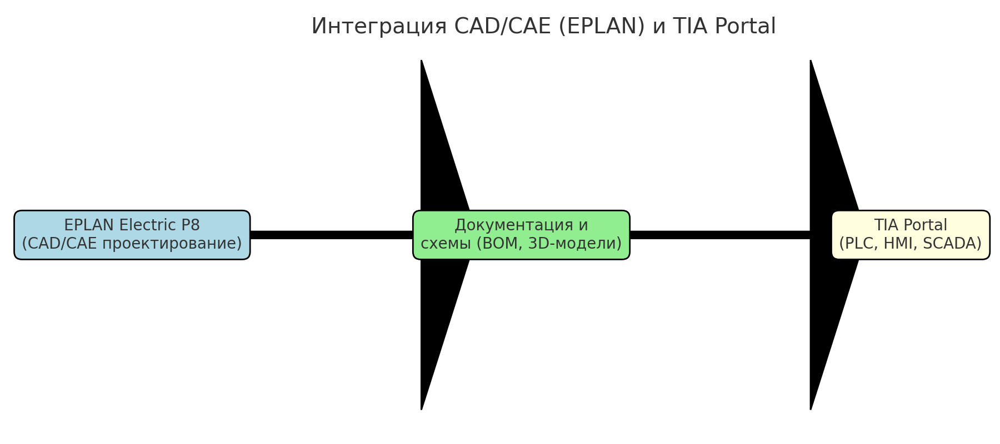 Интеграция CAD/CAE (EPLAN) и TIA Portal
EPLAN Electric P8
(CAD/CAE проектирование)
Документация и
схемы (BOM, 3D-модели)
TIA Portal
(PLC, HMI, SCADA)